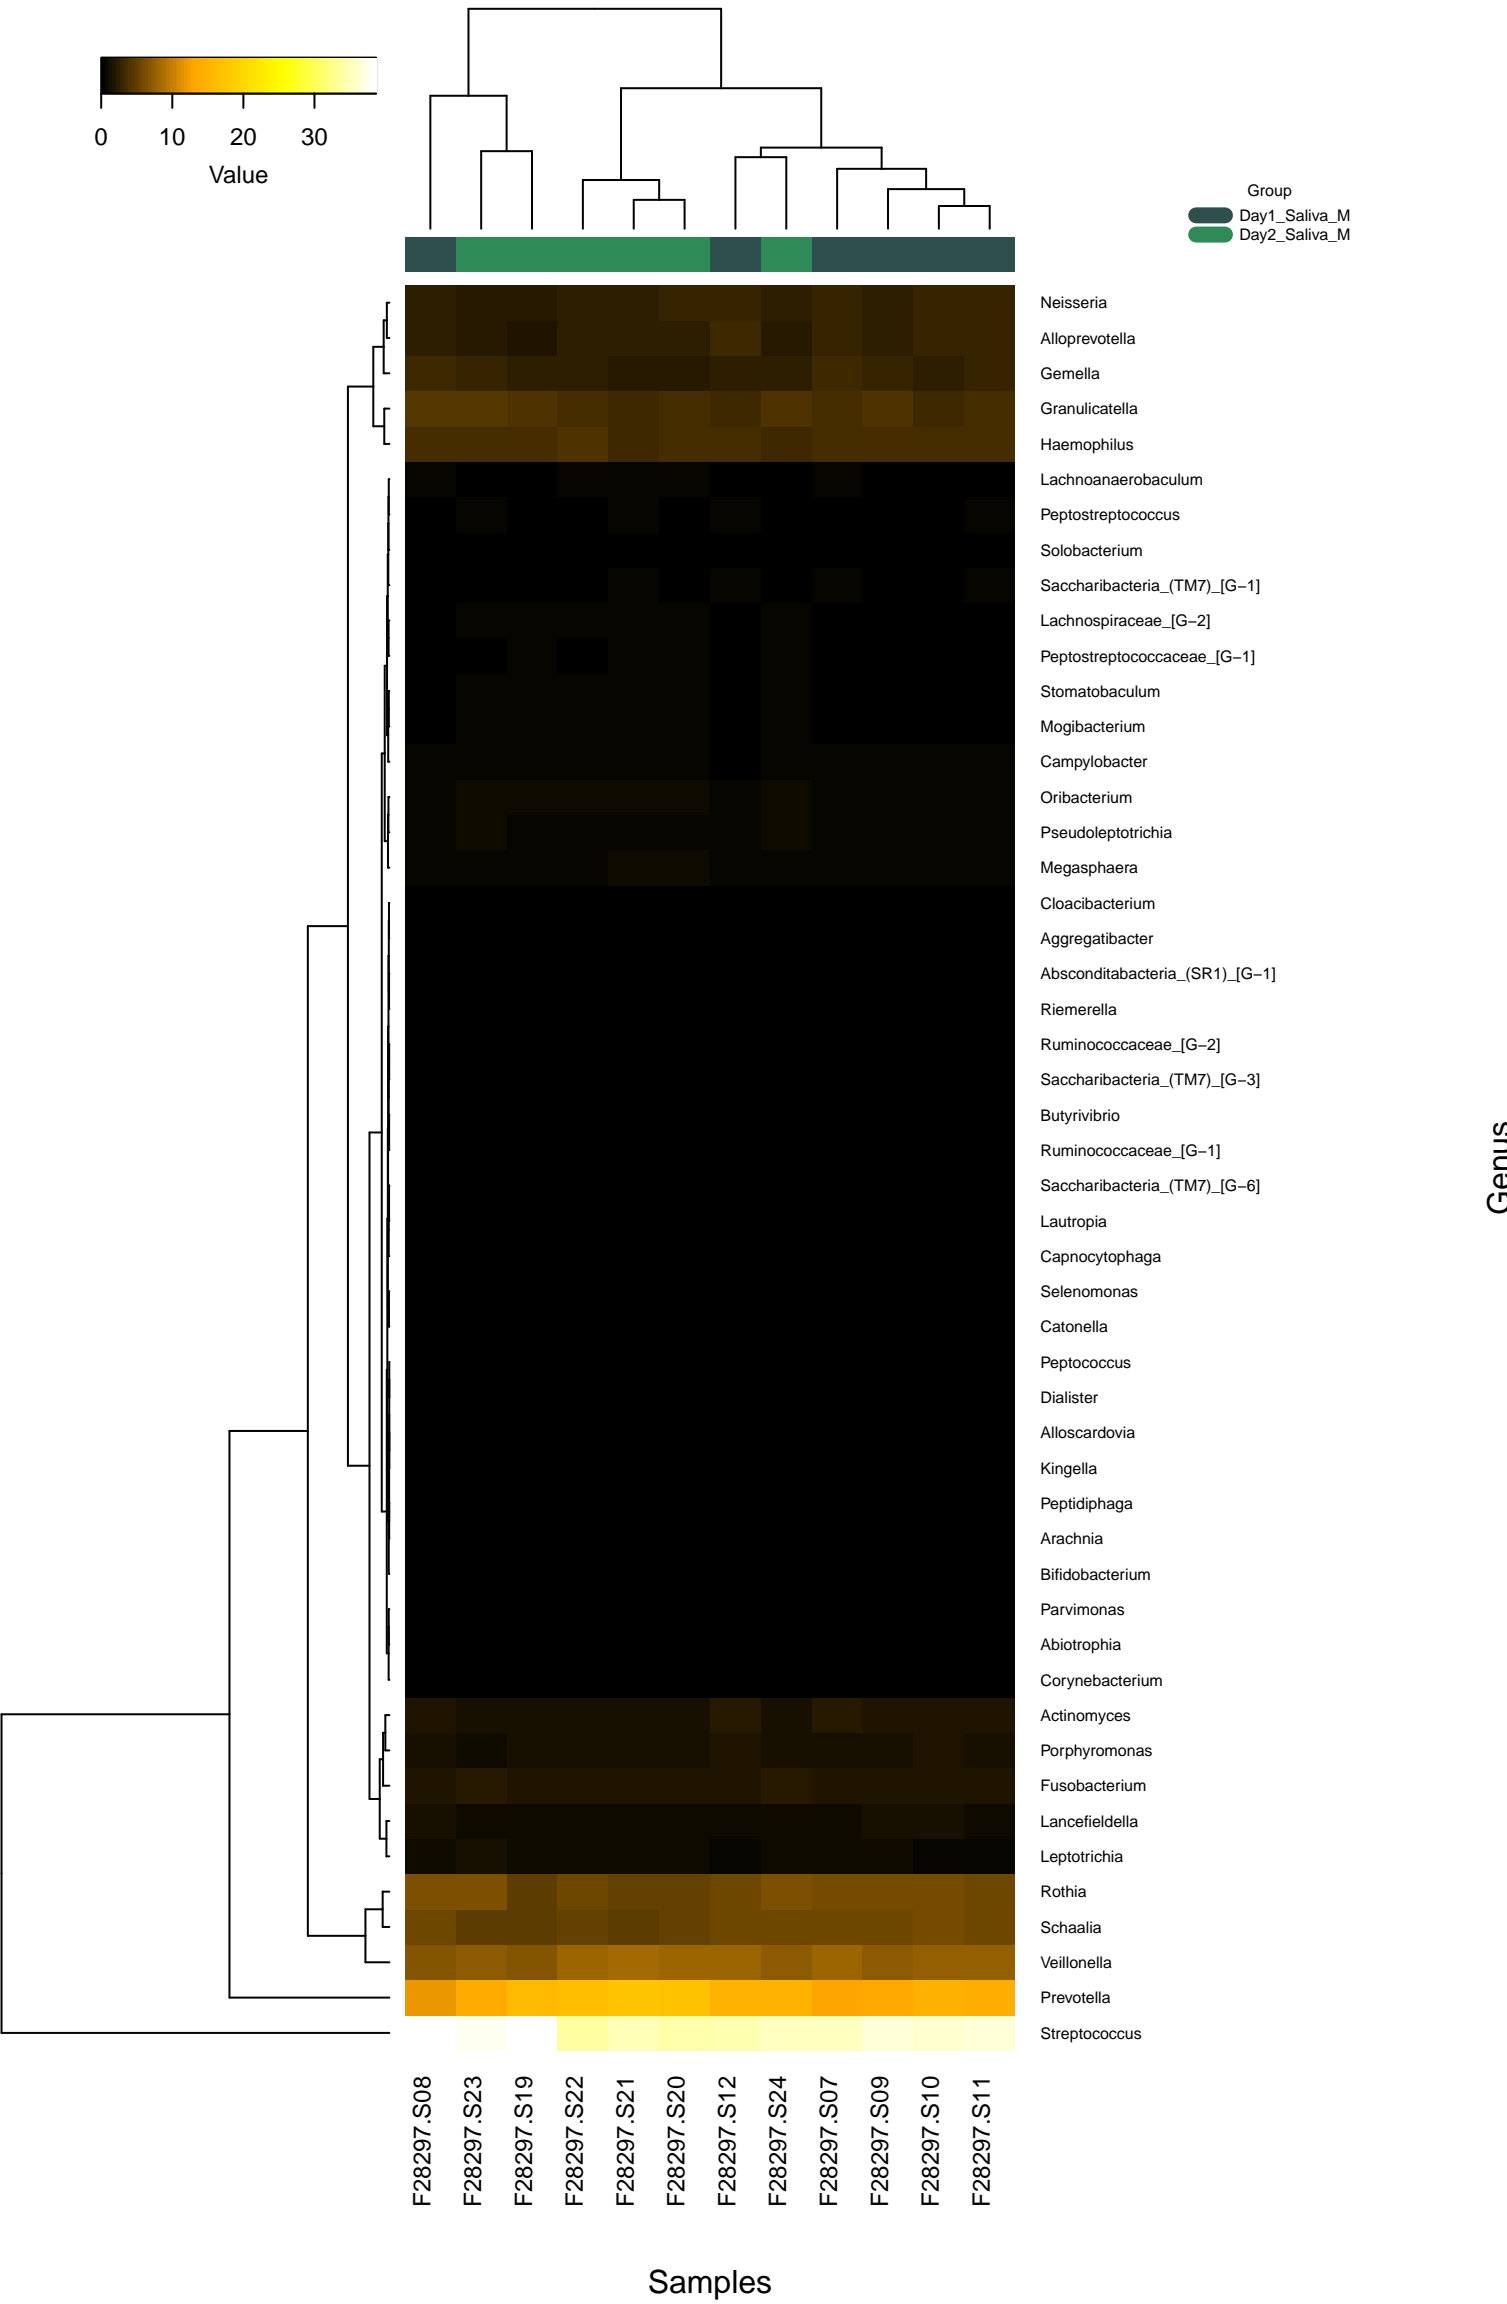 0 10 20 30
Value
Group
Day1_Saliva_M
Day2_Saliva_M
Neisseria
Alloprevotella
Gemella
Granulicatella
Haemophilus
Lachnoanaerobaculum
Peptostreptococcus
Solobacterium
Saccharibacteria_(TM7)_[G−1]
Lachnospiraceae_[G−2]
Peptostreptococcaceae_[G−1]
Stomatobaculum
Mogibacterium
Campylobacter
Oribacterium
Pseudoleptotrichia
Megasphaera
Cloacibacterium
Aggregatibacter
Absconditabacteria_(SR1)_[G−1]
Riemerella
Ruminococcaceae_[G−2]
Saccharibacteria_(TM7)_[G−3]
Butyrivibrio
Ruminococcaceae_[G−1]
Saccharibacteria_(TM7)_[G−6]
Lautropia
Capnocytophaga
Selenomonas
Catonella
Peptococcus
Dialister
Alloscardovia
Kingella
Peptidiphaga
Arachnia
Bifidobacterium
Parvimonas
Abiotrophia
Corynebacterium
Actinomyces
Porphyromonas
Fusobacterium
Lancefieldella
Leptotrichia
Rothia
Schaalia
Veillonella
Prevotella
Streptococcus
Genus
F28297.S08
F28297.S23
F28297.S19
F28297.S22
F28297.S21
F28297.S20
F28297.S12
F28297.S24
F28297.S07
F28297.S09
F28297.S10
F28297.S11
Samples